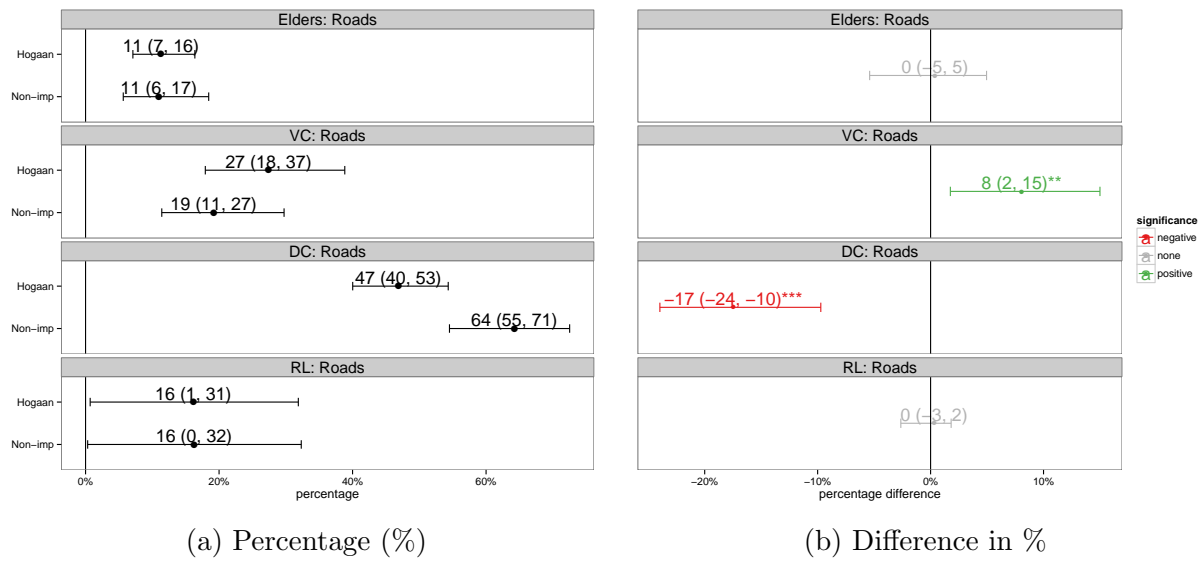 Elders: Roads
Hogaan
11 (7, 16)
Non−imp
11 (6, 17)
VC: Roads
Hogaan
27 (18, 37)
Non−imp
19 (11, 27)
DC: Roads
Hogaan
47 (40, 53)
Non−imp
64 (55, 71)
RL: Roads
Hogaan
16 (1, 31)
Non−imp
16 (0, 32)
0% 20% 40% 60%
percentage
(a) Percentage (%)
Elders: Roads
0 (−5, 5)
VC: Roads
8 (2, 15)**
DC: Roads
−17 (−24, −10)***
RL: Roads
0 (−3, 2)
−20% −10% 0% 10%
percentage difference
(b) Difference in %
significance
a negative
a none
a positive